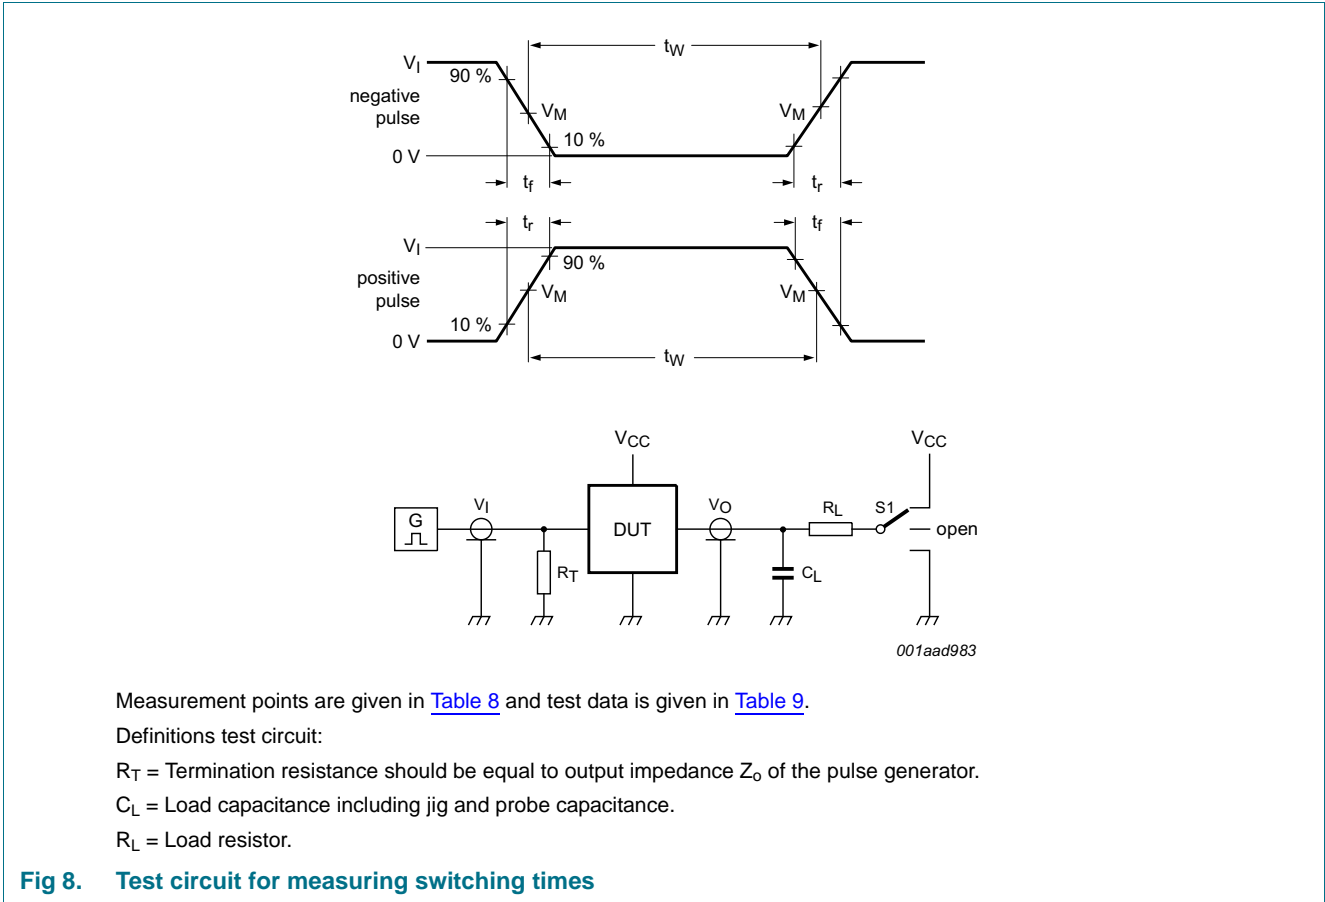 tW
VI
90 %
negative
pulse
VM
VM
10 %
0 V
tf
tr
tr
tf
VI
90 %
positive
pulse
VM
VM
10 %
0 V
tW
VCC
VCC
VI
VO
RL
S1
G
DUT
open
RT
CL
001aad983
Measurement points are given in Table 8 and test data is given in Table 9.
Definitions test circuit:
RT = Termination resistance should be equal to output impedance Zo of the pulse generator.
CL = Load capacitance including jig and probe capacitance.
RL = Load resistor.
Fig 8. Test circuit for measuring switching times